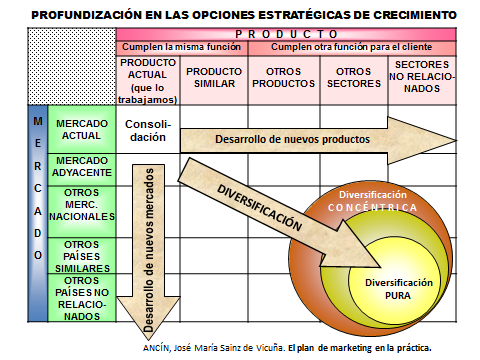 PROFUNDIZACIÓN EN LAS OPCIONES ESTRATÉGICAS DE CRECIMIENTO
PRODUCTO
Cumplen la misma función
Cumplen otra función para el cliente
PRODUCTO
ACTUAL
(que lo
trabajamos)
PRODUCTO
SIMILAR
OTROS
PRODUCTOS
OTROS
SECTORES
SECTORES
NO RELACIO-
NADOS
MERCADO
MERCADO
ACTUAL
Consoli-
dación
Desarrollo de nuevos productos
MERCADO
ADYACENTE
OTROS
MERC.
NACIONALES
OTROS
PAÍSES
SIMILARES
OTROS
PAÍSES NO
RELACIO-
NADOS
Desarrollo de nuevos mercados
DIVERSIFICACIÓN
Diversificación
CONCÉNTRICA
Diversificación
PURA
ANCÍN, José María Sainz de Vicuña. El plan de marketing en la práctica.